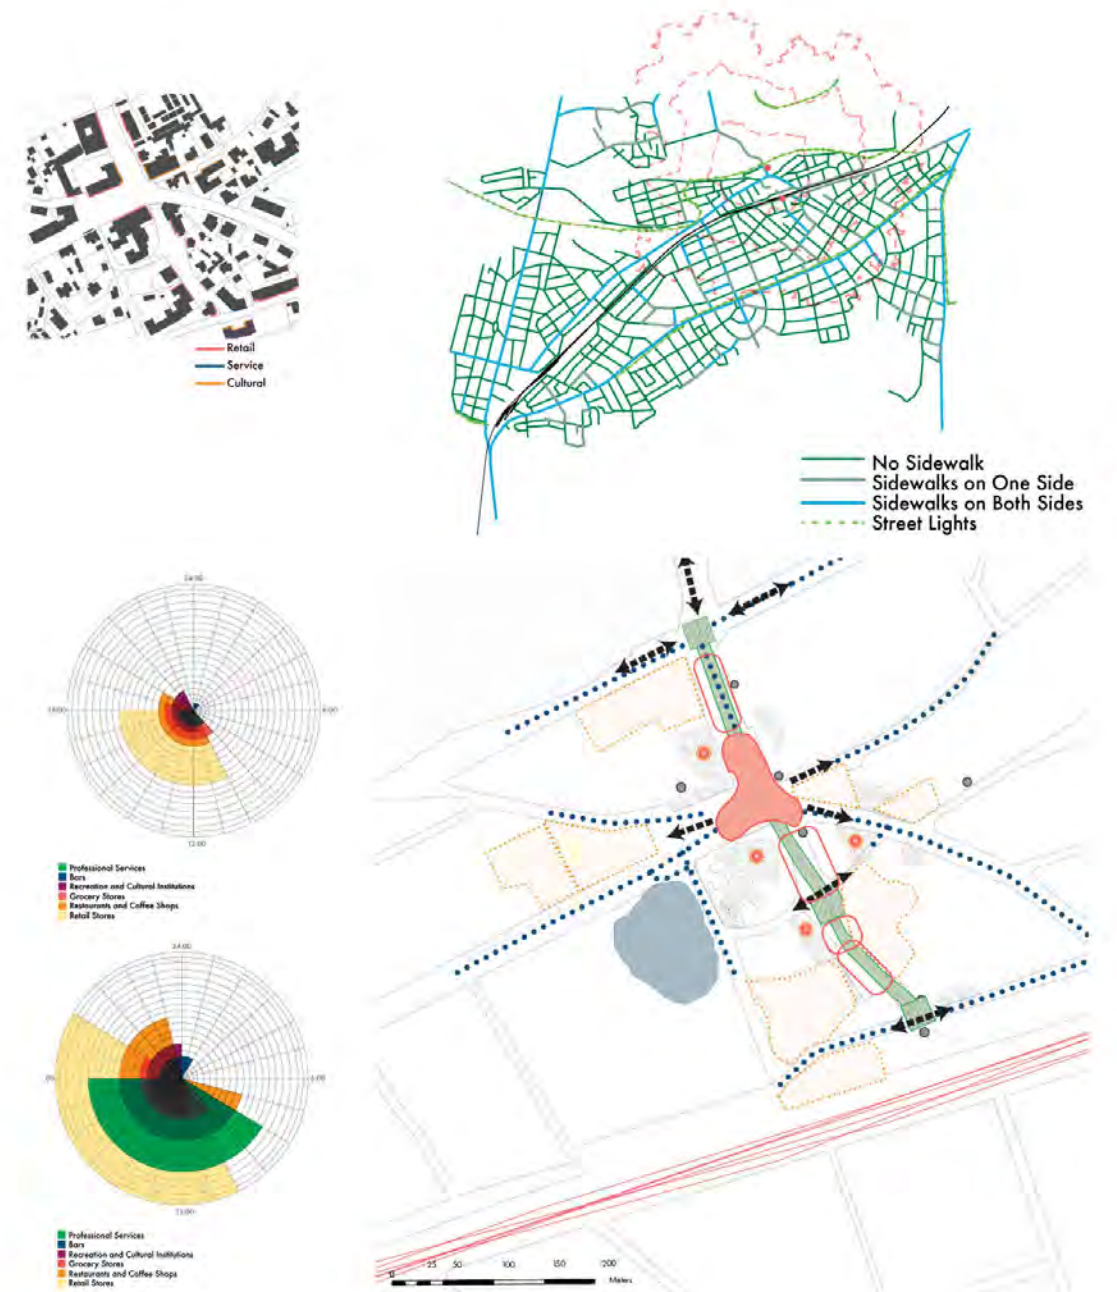 Retail
Service
Cultural
No Sidewalk
Sidewalks on One Side
Sidewalks on Both Sides
Street Lights
24:00
18:00
6:00
12:00
Professional Services
Bars
Recreation and Cultural Institutions
Grocery Stores
Restaurants and Coffee Shops
Retail Stores
24:00
6:00
12:00
Professional Services
Bars
Recreation and Cultural Institutions
Grocery Stores
Restaurants and Coffee Shops
Retail Stores
0 25 50 100 150 200
Meters